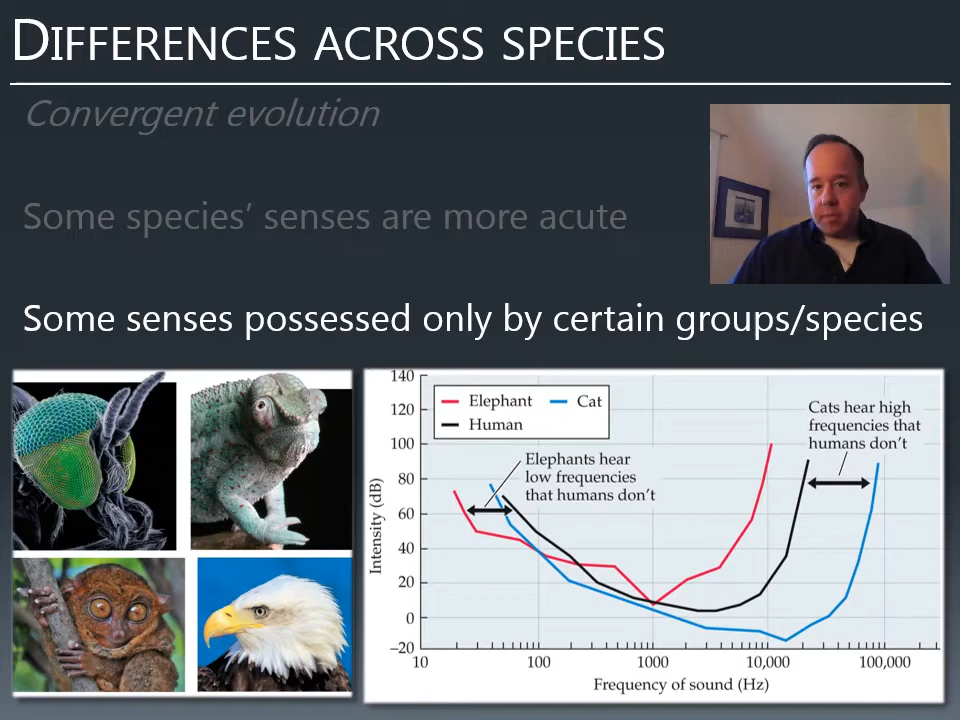 DIFFERENCES ACROSS SPECIES
Convergent evolution
Some species’ senses are more acute
Some senses possessed only by certain groups/species
140
120
100
80
60
40
20
0
–20
Intensity (dB)
Elephant
Cat
Human
Elephants hear
low frequencies
that humans don’t
Cats hear high
frequencies that
humans don’t
10
100
1000
10,000
100,000
Frequency of sound (Hz)